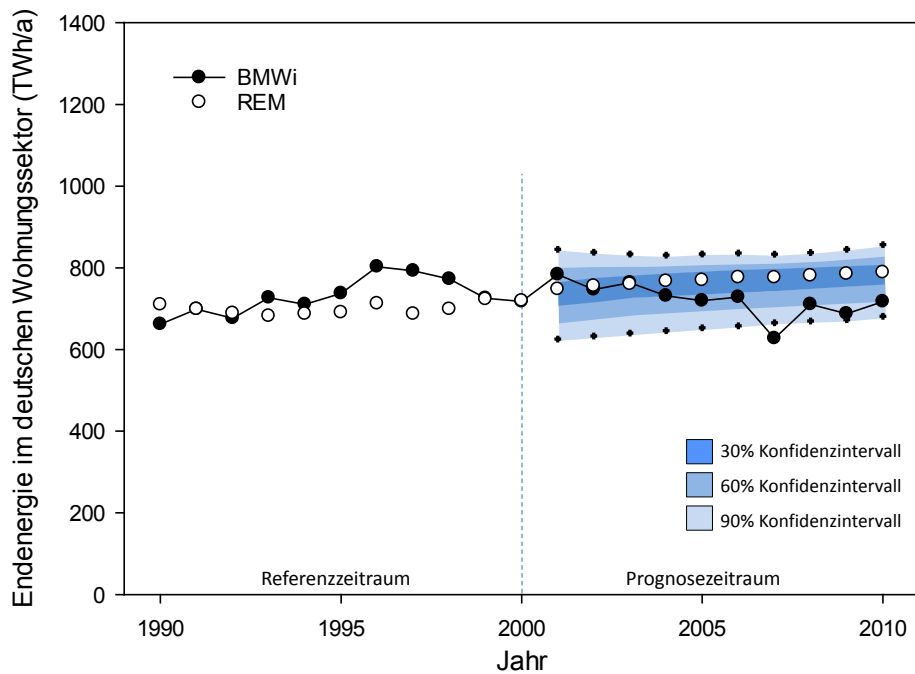 Endenergie im deutschen Wohnungssektor (TWh/a)
1400
1200
1000
800
600
400
200
0
BMWi
REM
30% Konfidenzintervall
60% Konfidenzintervall
90% Konfidenzintervall
Referenzzeitraum
Prognosezeitraum
1990
1995
2000
2005
2010
Jahr